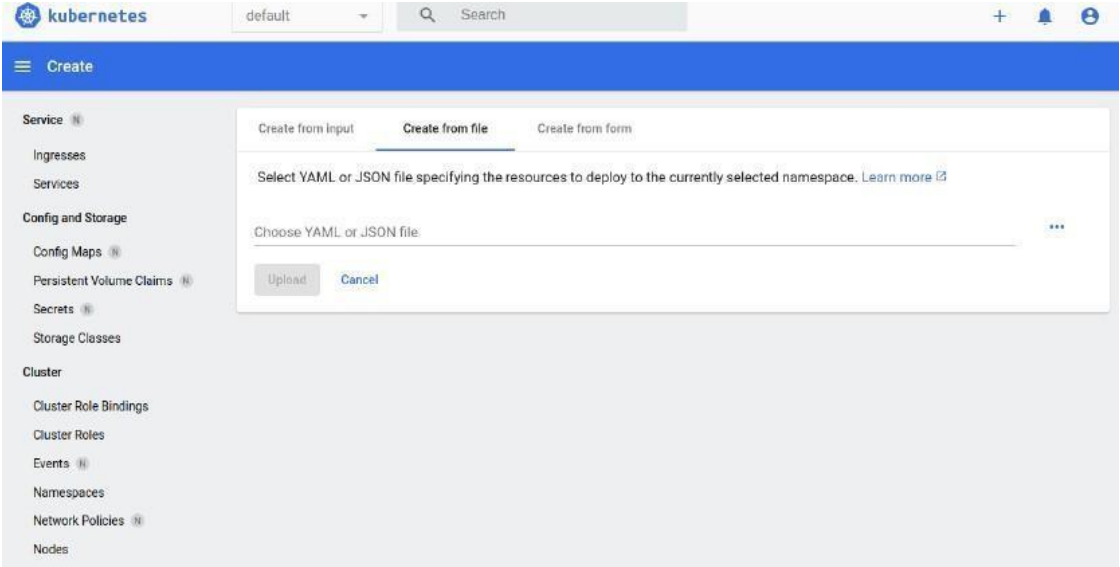 kubernetes
default
Search
Create
Service N
Ingresses
Services
Config and Storage
Config Maps N
Persistent Volume Claims N
Secrets N
Storage Classes
Cluster
Cluster Role Bindings
Cluster Roles
Events N
Namespaces
Network Policies N
Nodes
Create from input
Create from file
Create from form
Select YAML or JSON file specifying the resources to deploy to the currently selected namespace. Learn more
Choose YAML or JSON file
Upload
Cancel